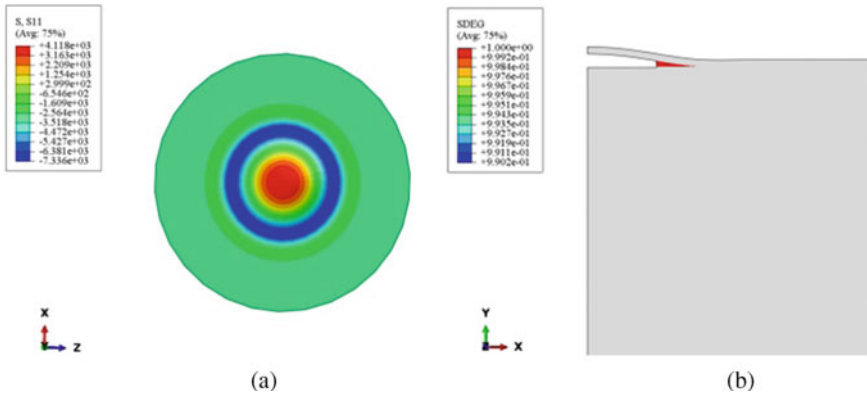 S, S11
(Avg: 75%)
+4.118e+03
+3.163e+03
+2.209e+03
+1.254e+03
+2.999e+02
-6.546e+02
-1.609e+03
-2.564e+03
-3.518e+03
-4.472e+03
-5.427e+03
-6.381e+03
-7.336e+03
X
Y
Z
(a)
SDEG
(Avg: 75%)
+1.000e+00
+9.992e-01
+9.984e-01
+9.976e-01
+9.967e-01
+9.959e-01
+9.951e-01
+9.943e-01
+9.935e-01
+9.927e-01
+9.919e-01
+9.911e-01
+9.902e-01
Y
X
(b)